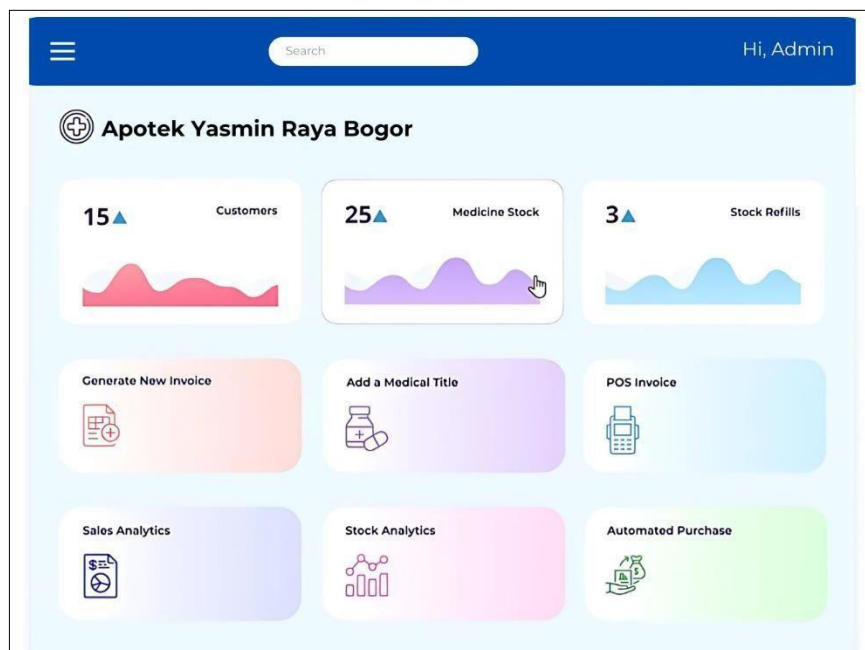 Search
Hi, Admin
Apotek Yasmin Raya Bogor
15
Customers
25
Medicine Stock
3
Stock Refills
Generate New Invoice
Add a Medical Title
POS Invoice
Sales Analytics
Stock Analytics
Automated Purchase